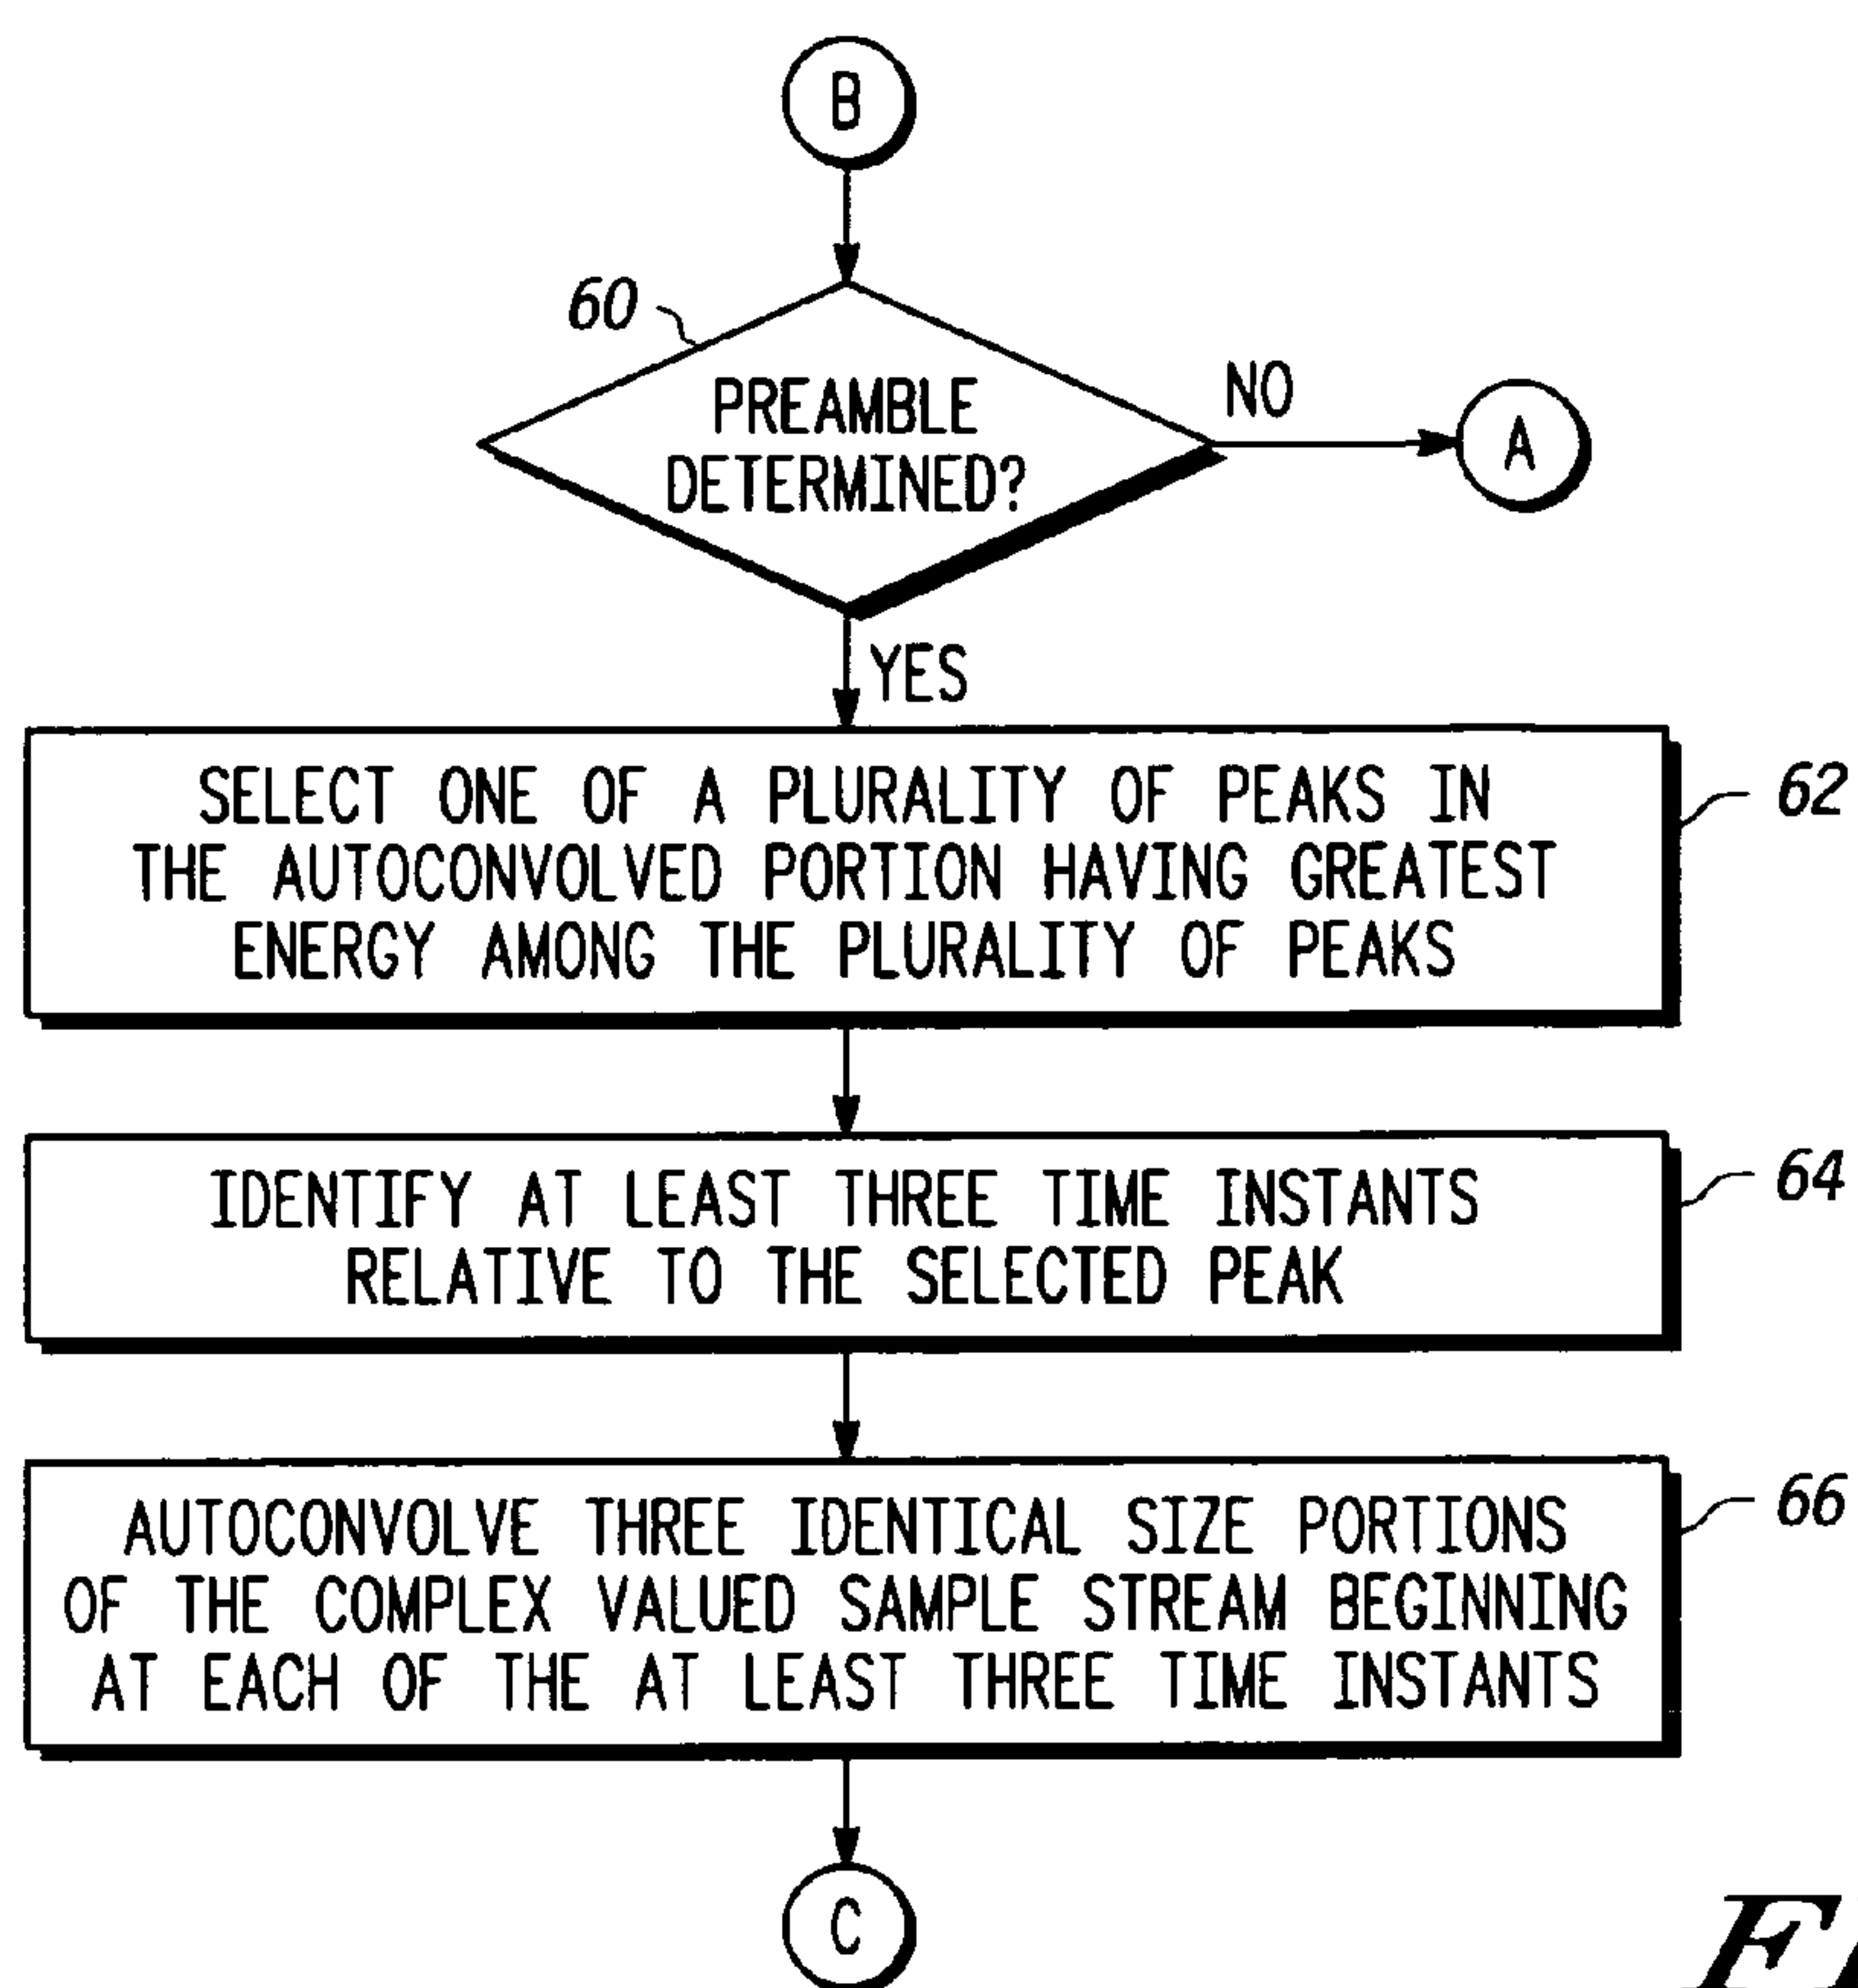 B
60
PREAMBLE
DETERMINED?
NO
A
YES
SELECT ONE OF A PLURALITY OF PEAKS IN
THE AUTOCONVOLVED PORTION HAVING GREATEST
ENERGY AMONG THE PLURALITY OF PEAKS
62
IDENTIFY AT LEAST THREE TIME INSTANTS
RELATIVE TO THE SELECTED PEAK
64
AUTOCONVOLVE THREE IDENTICAL SIZE PORTIONS
OF THE COMPLEX VALUED SAMPLE STREAM BEGINNING
AT EACH OF THE AT LEAST THREE TIME INSTANTS
66
C